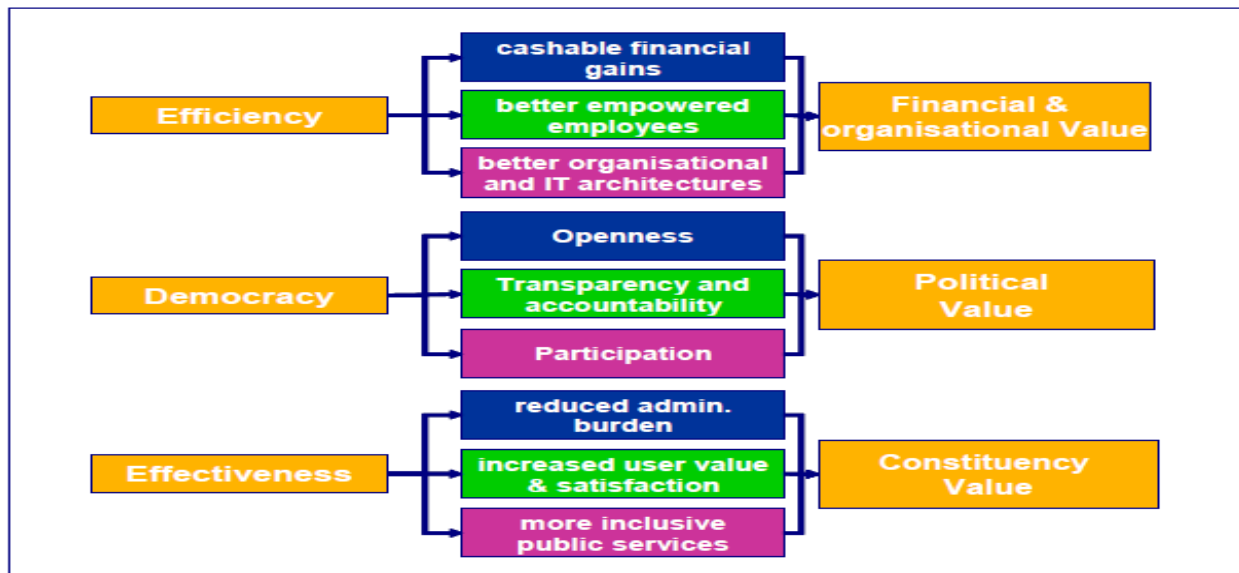 Efficiency
cashable financial
gains
better empowered
employees
better organisational
and IT architectures
Financial &
organisational Value
Democracy
Openness
Transparency and
accountability
Participation
Political
Value
Effectiveness
reduced admin.
burden
increased user value
& satisfaction
more inclusive
public services
Constituency
Value